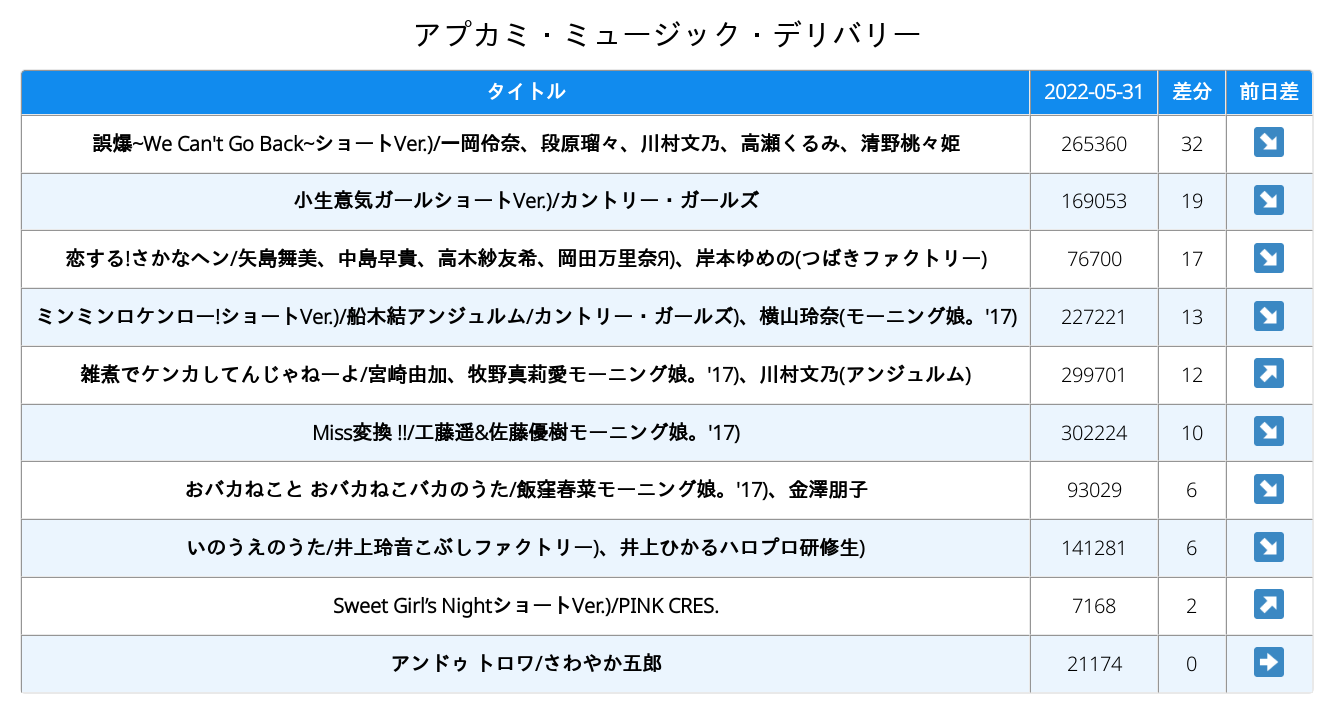 アプカミ・ミュージック・デリバリー
タイトル 2022-05-31 差分 前日差
誤爆~We Can't Go Back~ショートVer.)/一岡伶奈、段原瑠々、川村文乃、高瀬くるみ、清野桃々姫 265360 32 ↘
小生意気ガールショートVer.)/カントリー・ガールズ 169053 19 ↘
恋する!さかなヘン/矢島舞美、中島早貴、高木紗友希、岡田万里奈Я)、岸本ゆめの(つばきファクトリー) 76700 17 ↘
ミンミンロケンロー!ショートVer.)/船木結アンジュルム/カントリー・ガールズ)、横山玲奈(モーニング娘。'17) 227221 13 ↘
雑煮でケンカしてんじゃねーよ/宮崎由加、牧野真莉愛モーニング娘。'17)、川村文乃(アンジュルム) 299701 12 ↗
Miss変換 !!/工藤遥&佐藤優樹モーニング娘。'17) 302224 10 ↘
おバカねこと おバカねこバカのうた/飯窪春菜モーニング娘。'17)、金澤朋子 93029 6 ↘
いのうえのうた/井上玲音こぶしファクトリー)、井上ひかるハロプロ研修生) 141281 6 ↘
Sweet Girl’s NightショートVer.)/PINK CRES. 7168 2 ↗
アンドゥ トロワ/さわやか五郎 21174 0 ➡